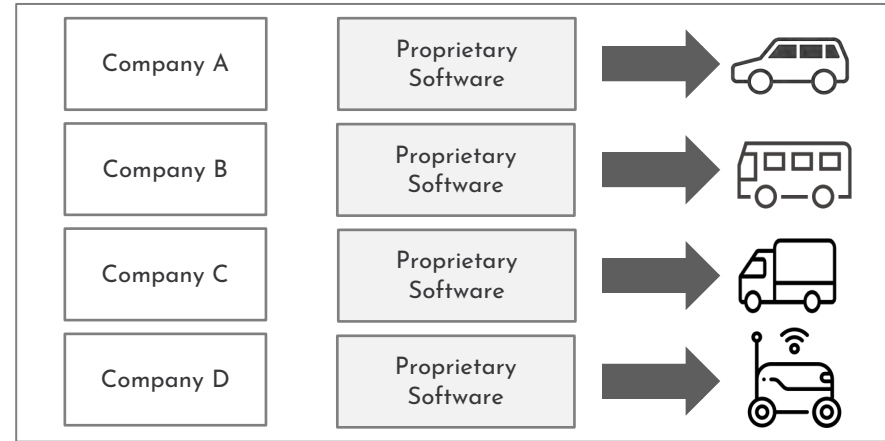 Company A
Proprietary
Software
Company B
Proprietary
Software
Company C
Proprietary
Software
Company D
Proprietary
Software